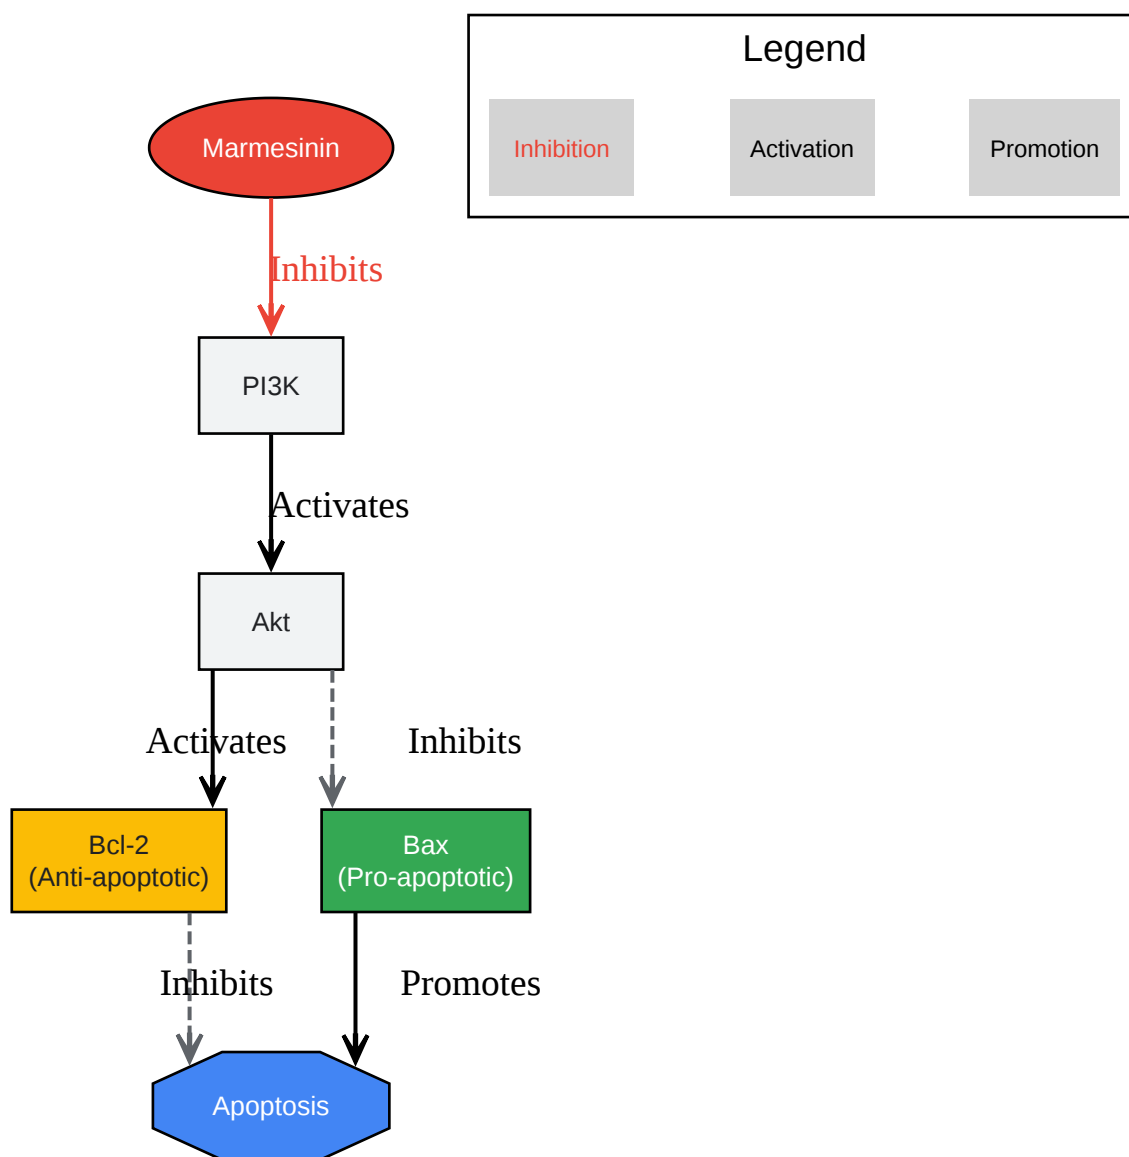 Legend
Inhibition
Activation
Promotion
Marmesinin
Inhibits
PI3K
Activates
Akt
Activates
Inhibits
Bcl-2
(Anti-apoptotic)
Bax
(Pro-apoptotic)
Inhibits
Promotes
Apoptosis